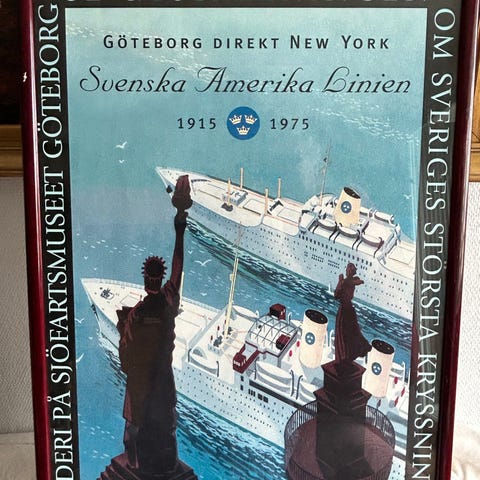 GÖTEBORG DIREKT NEW YORK
Svenska Amerika Linien
1915 1975
OM SVERIGES STÖRSTA KRYSSNIN
DERI PÅ SJÖFARTSMUSEET GÖTEBORG